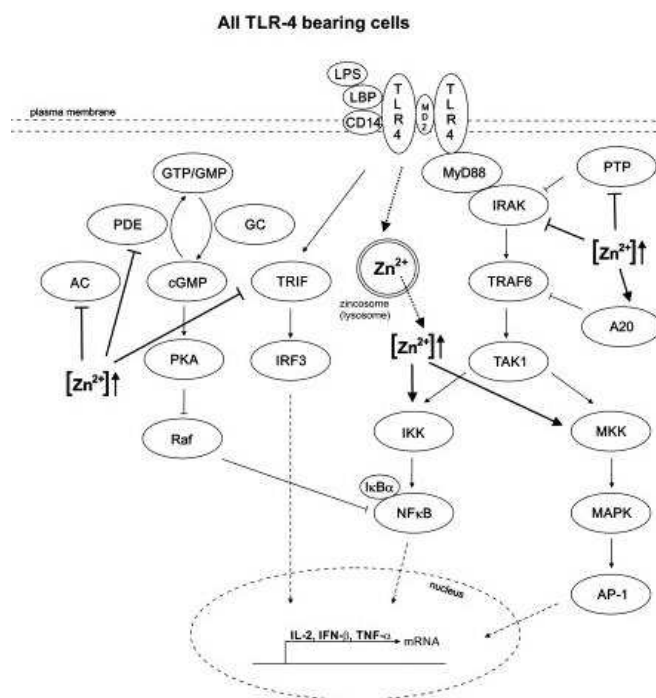 All TLR-4 bearing cells
LPS
LBP
CD14
TLR4
MD2
TLR4
plasma membrane
MyD88
GTP/GMP
PTP
IRAK
PDE
GC
[Zn²⁺]↑
Zn²⁺
AC
cGMP
TRIF
TRAF6
zincosome
(lysosome)
A20
[Zn²⁺]↑
PKA
IRF3
TAK1
[Zn²⁺]↑
Raf
IKK
MKK
IκBα
NFκB
MAPK
nucleus
AP-1
IL-2, IFN-β, TNF-α
mRNA